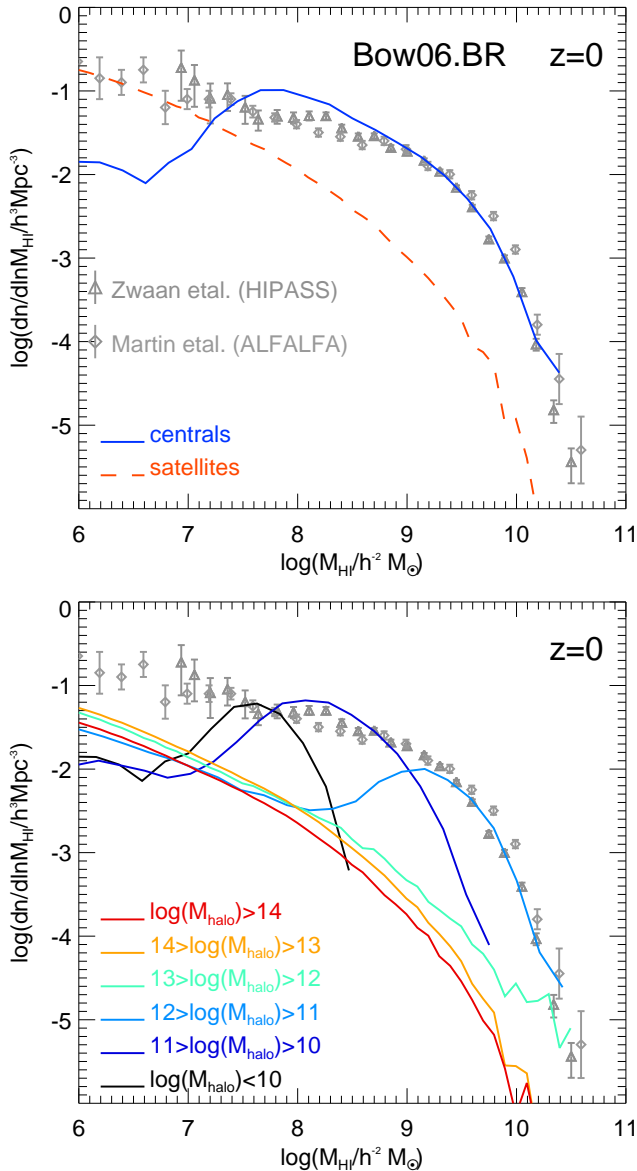 Bow06.BR z=0
0
-1
-2
-3
-4
-5
log(dn/dlnM_HI/h^3Mpc^-3)
Zwaan etal. (HIPASS)
Martin etal. (ALFALFA)
centrals
satellites
6 7 8 9 10 11
log(M_HI/h^-2 M_⊙)
0
-1
-2
-3
-4
-5
log(dn/dlnM_HI/h^3Mpc^-3)
z=0
log(M_halo)>14
14>log(M_halo)>13
13>log(M_halo)>12
12>log(M_halo)>11
11>log(M_halo)>10
log(M_halo)<10
6 7 8 9 10 11
log(M_HI/h^-2 M_⊙)